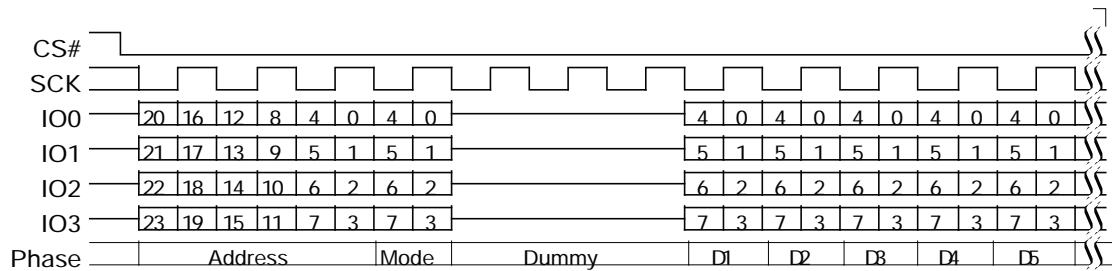 CS#
SCK
IO0 20 16 12 8 4 0 4 0 4 0 4 0 4 0 4 0 4 0
IO1 21 17 13 9 5 1 5 1 5 1 5 1 5 1 5 1 5 1
IO2 22 18 14 10 6 2 6 2 6 2 6 2 6 2 6 2 6 2
IO3 23 19 15 11 7 3 7 3 7 3 7 3 7 3 7 3 7 3
Phase Address Mode Dummy D1 D2 D3 D4 D5